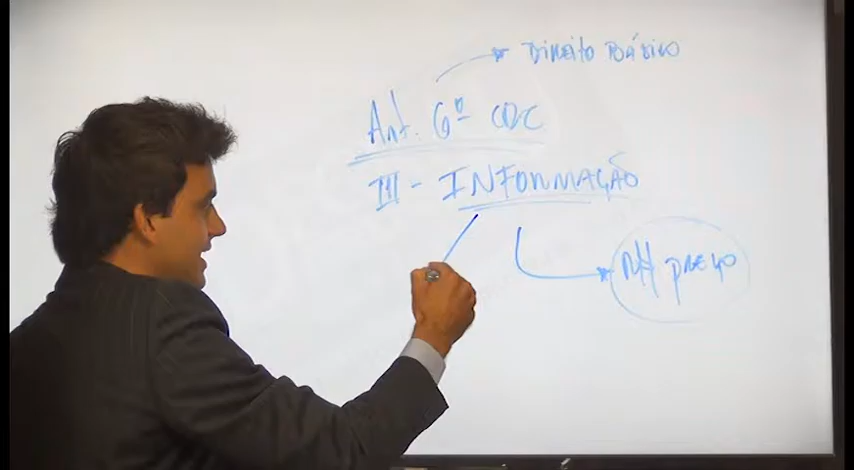 DIREITO BÁSICO
Art. 6º CDC
III - INFORMAÇÃO
preço